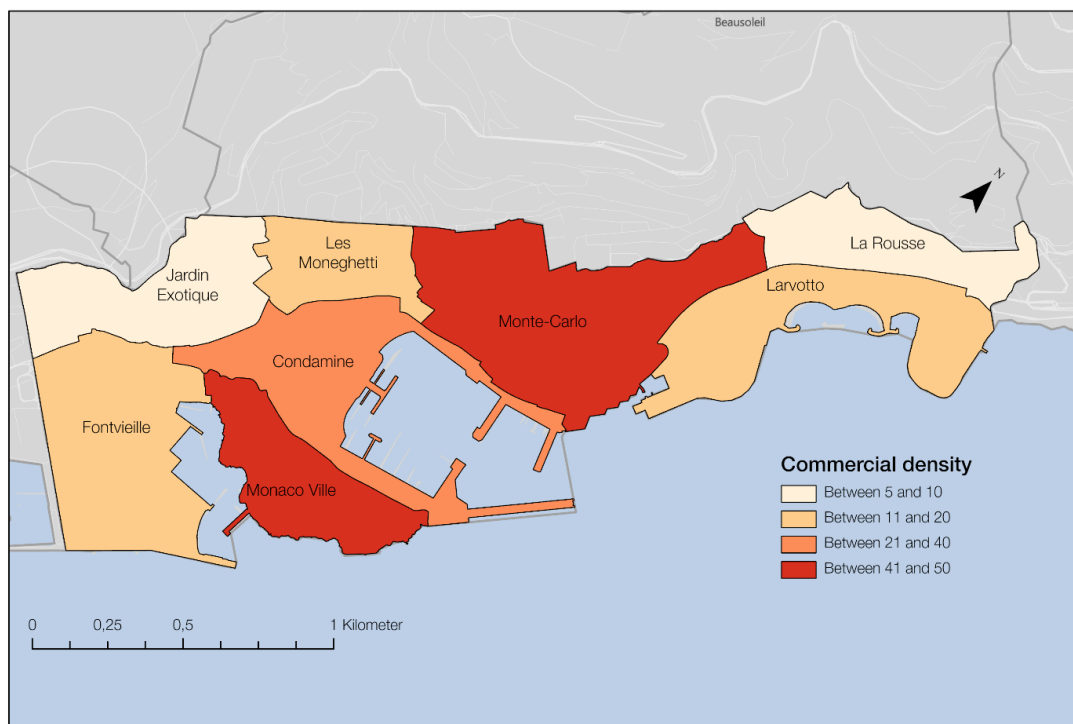 Beausoleil
N
Les
Moneghetti
La Rousse
Jardin
Exotique
Larvotto
Monte-Carlo
Condamine
Fontvieille
Monaco Ville
Commercial density
Between 5 and 10
Between 11 and 20
Between 21 and 40
Between 41 and 50
0 0,25 0,5 1 Kilometer